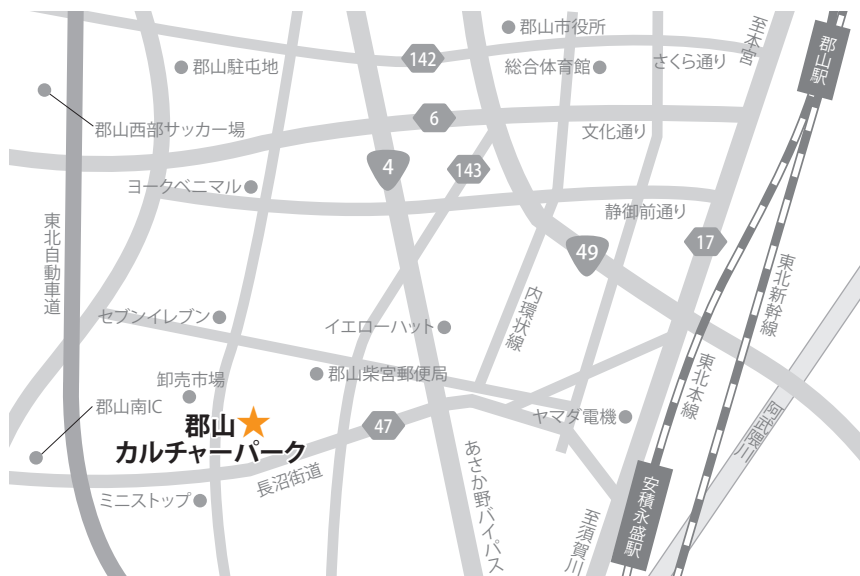 郡山市役所
至本宮
郡山駅
142
郡山駐屯地
総合体育館
さくら通り
郡山西部サッカー場
6
文化通り
4
143
ヨークベニマル
静御前通り
東北自動車道
17
49
東北新幹線
セブンイレブン
イエローハット
内環状線
郡山柴宮郵便局
卸売市場
東北本線
郡山南IC
郡山
カルチャーパーク
47
ヤマダ電機
阿武隈川
長沼街道
あさか野バイパス
ミニストップ
安積永盛駅
至須賀川